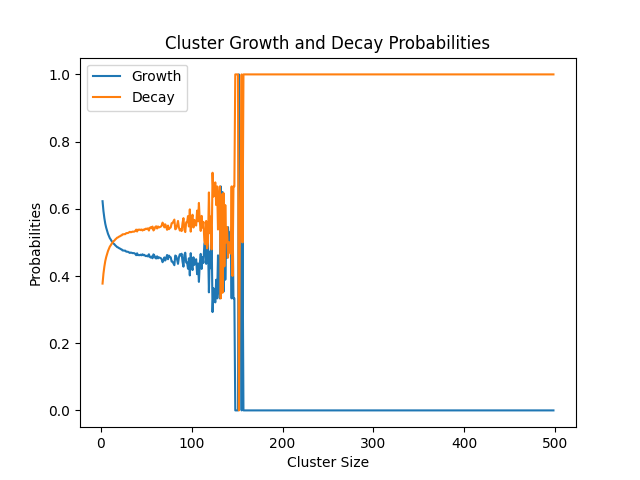 Cluster Growth and Decay Probabilities
Growth
Decay
1.0
0.8
0.6
0.4
0.2
0.0
Probabilities
0 100 200 300 400 500
Cluster Size